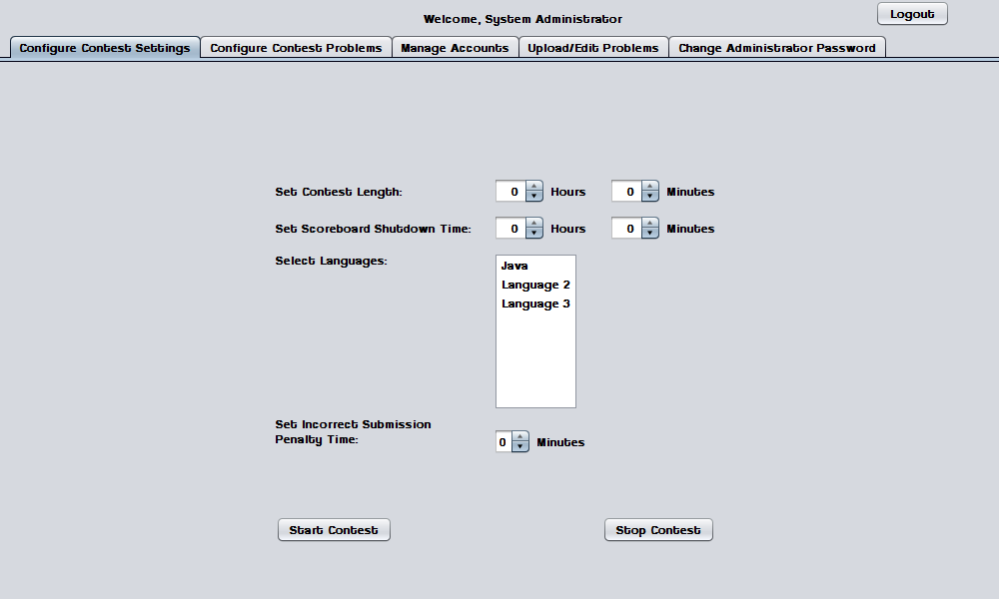 Welcome, System Administrator
Logout
Configure Contest Settings Configure Contest Problems Manage Accounts Upload/Edit Problems Change Administrator Password
Set Contest Length: 0 Hours 0 Minutes
Set Scoreboard Shutdown Time: 0 Hours 0 Minutes
Select Languages:
Java
Language 2
Language 3
Set Incorrect Submission
Penalty Time:
0 Minutes
Start Contest Stop Contest